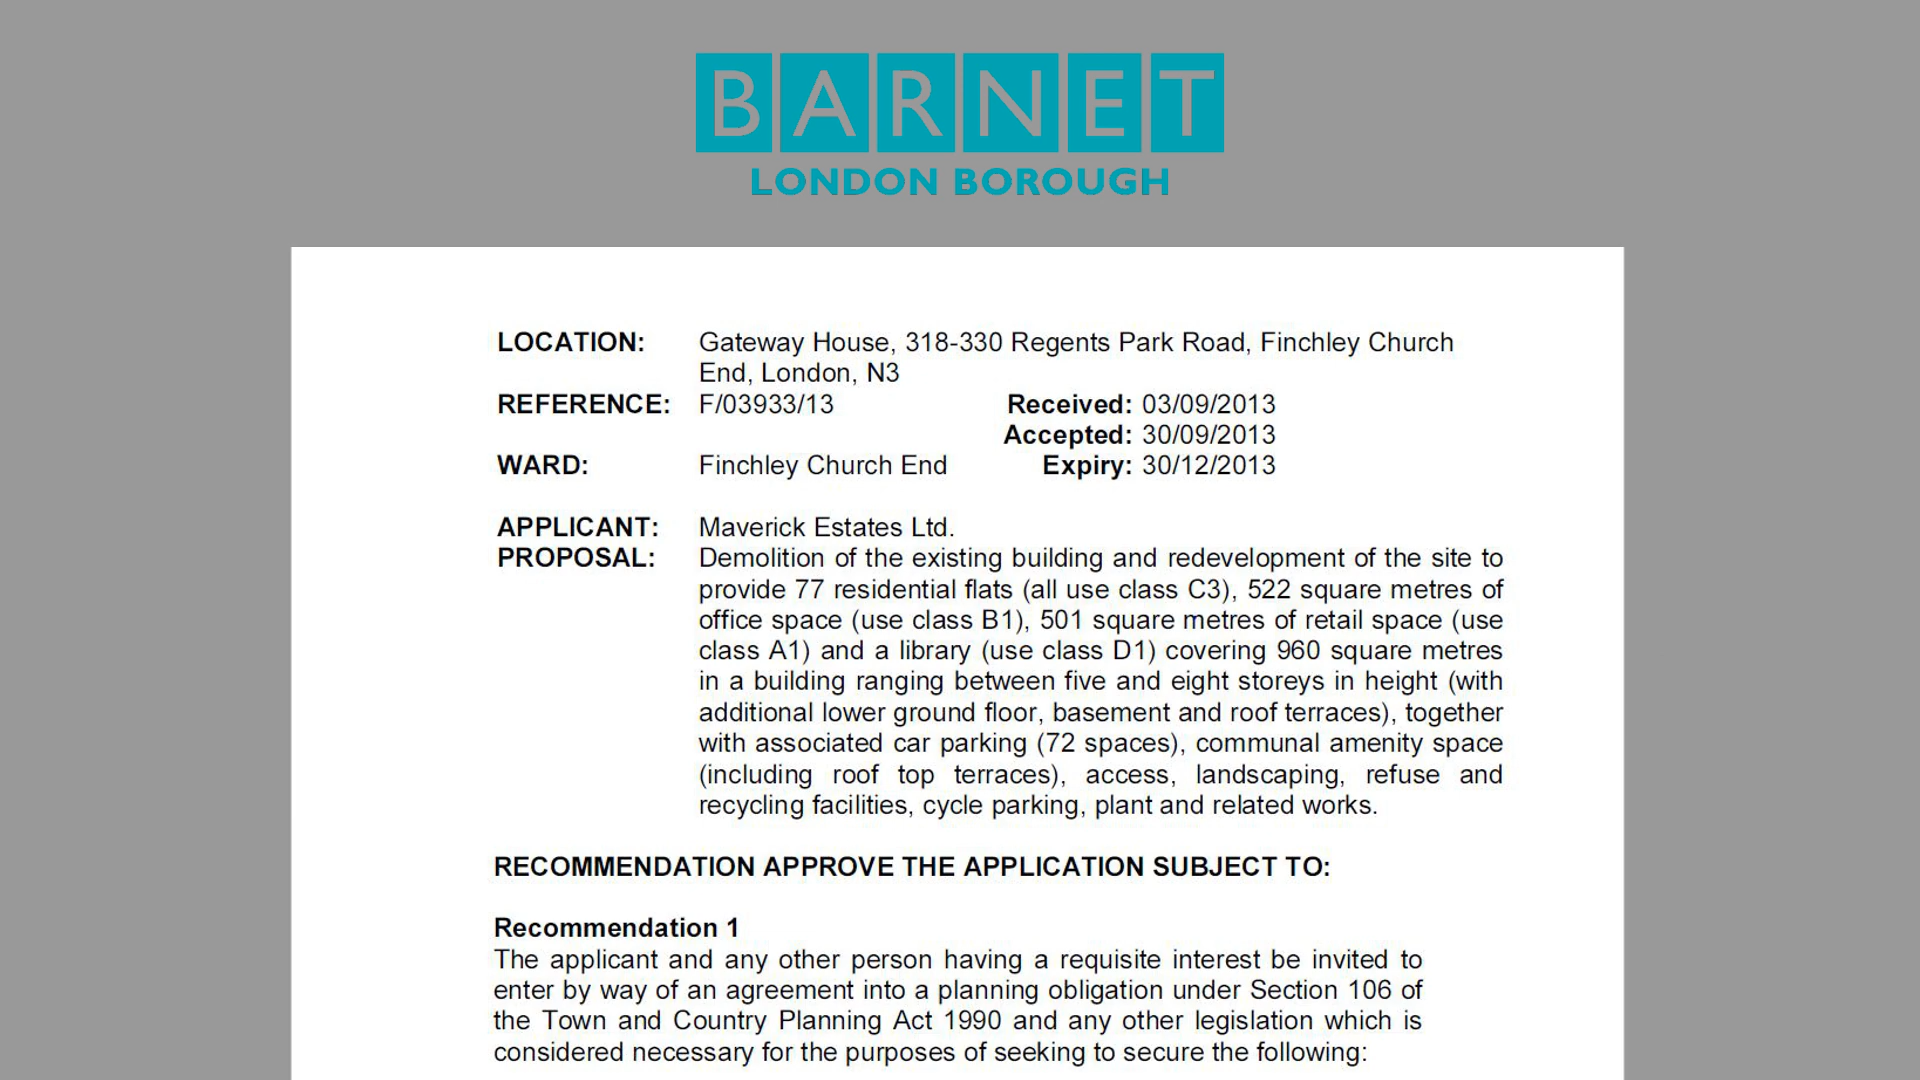 BARNET
LONDON BOROUGH
LOCATION: Gateway House, 318-330 Regents Park Road, Finchley Church
End, London, N3
REFERENCE: F/03933/13 Received: 03/09/2013
Accepted: 30/09/2013
WARD: Finchley Church End Expiry: 30/12/2013
APPLICANT: Maverick Estates Ltd.
PROPOSAL: Demolition of the existing building and redevelopment of the site to
provide 77 residential flats (all use class C3), 522 square metres of
office space (use class B1), 501 square metres of retail space (use
class A1) and a library (use class D1) covering 960 square metres
in a building ranging between five and eight storeys in height (with
additional lower ground floor, basement and roof terraces), together
with associated car parking (72 spaces), communal amenity space
(including roof top terraces), access, landscaping, refuse and
recycling facilities, cycle parking, plant and related works.
RECOMMENDATION APPROVE THE APPLICATION SUBJECT TO:
Recommendation 1
The applicant and any other person having a requisite interest be invited to
enter by way of an agreement into a planning obligation under Section 106 of
the Town and Country Planning Act 1990 and any other legislation which is
considered necessary for the purposes of seeking to secure the following: